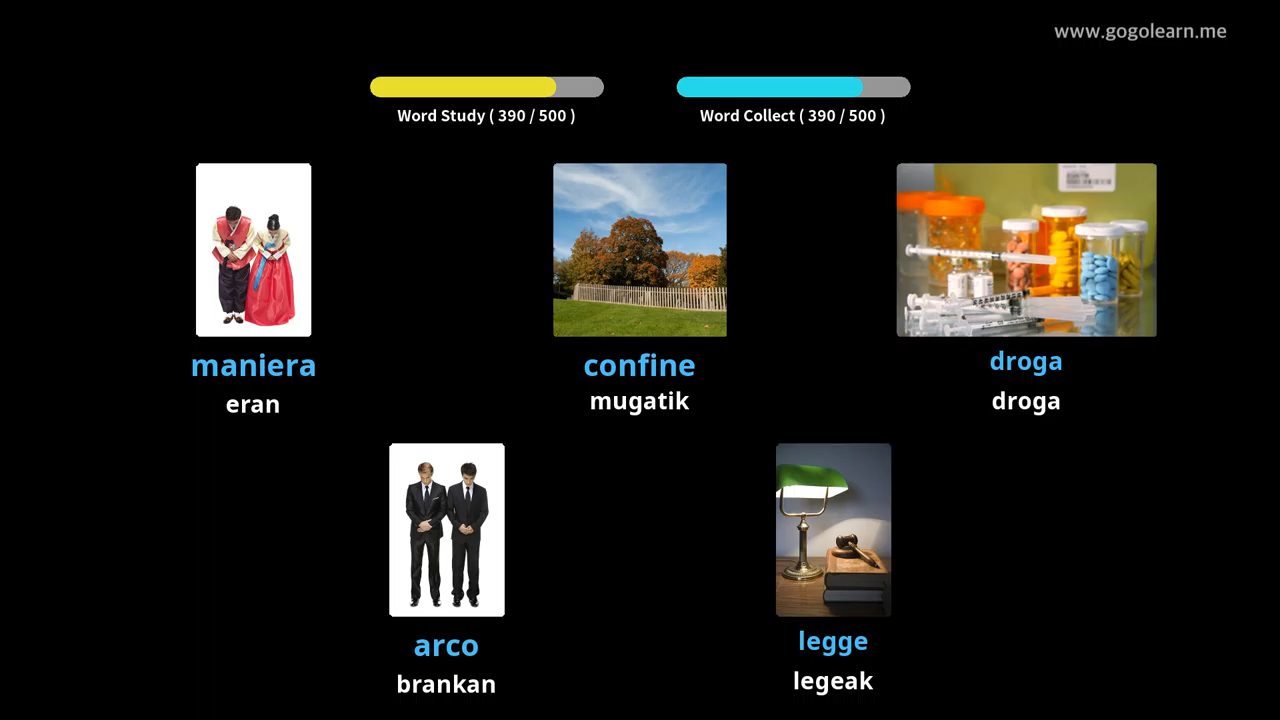 www.gogolearn.me
Word Study ( 390 / 500 )
Word Collect ( 390 / 500 )
maniera
eran
confine
mugatik
droga
droga
arco
brankan
legge
legeak